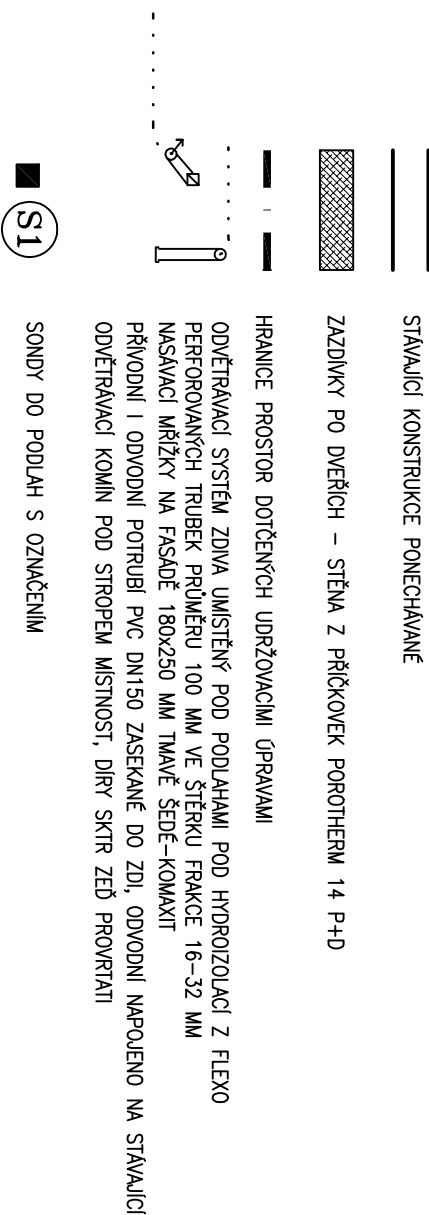 STÁVAJÍCÍ KONSTRUKCE PONECHÁVANÉ
ZAZDÍVKY PO DVEŘÍCH – STĚNA Z PŘÍČKOVEK POROTHERM 14 P+D
HRANICE PROSTOR DOTČENÝCH UDRŽOVACÍMI ÚPRAVAMI
ODVĚTRÁVACÍ SYSTÉM ZDIVA UMÍSTĚNÝ POD PODLAHAMI POD HYDROIZOLACÍ Z FLEXO
PERFOROVANÝCH TRUBEK PRŮMĚRU 100 MM VE ŠTĚRKU FRAKCE 16–32 MM
NASÁVACÍ MŘÍŽKY NA FASÁDĚ 180x250 MM TMAVĚ ŠEDÉ–KOMAXIT
PŘÍVODNÍ I ODVODNÍ POTRUBÍ PVC DN150 ZASEKANÉ DO ZDI, ODVODNÍ NAPOJENO NA STÁVAJÍCÍ
ODVĚTRÁVACÍ KOMÍN POD STROPEM MÍSTNOST, DÍRY SKTR ZEĎ PROVRTATI
S1
SONDY DO PODLAH S OZNAČENÍM